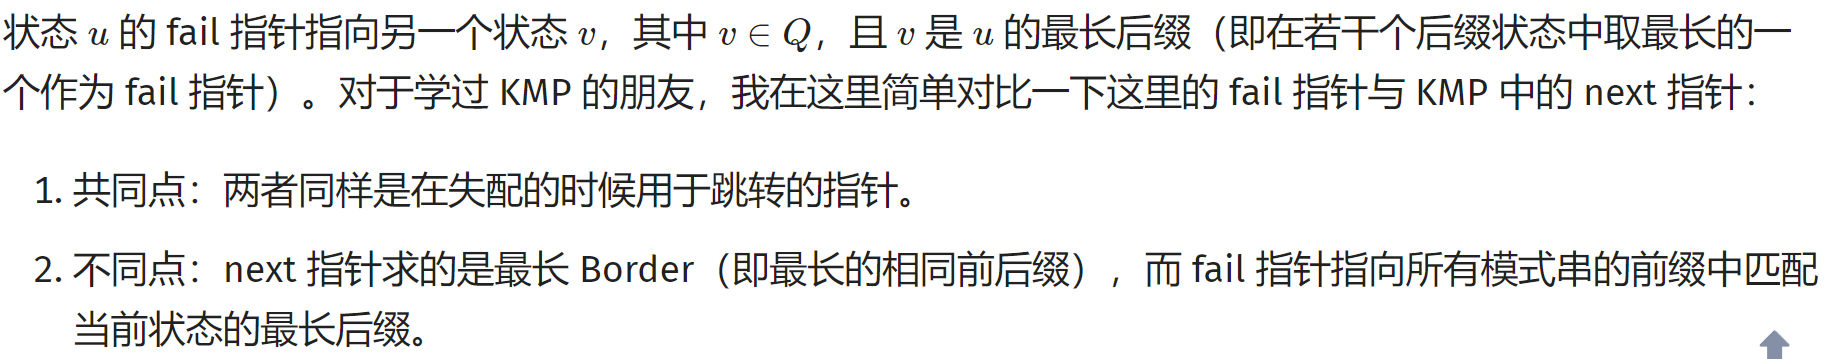 状态 u 的 fail 指针指向另一个状态 v，其中 v ∈ Q，且 v 是 u 的最长后缀（即在若干个后缀状态中取最长的一
个作为 fail 指针）。对于学过 KMP 的朋友，我在这里简单对比一下这里的 fail 指针与 KMP 中的 next 指针：
1. 共同点：两者同样是在失配的时候用于跳转的指针。
2. 不同点：next 指针求的是最长 Border（即最长的相同前后缀），而 fail 指针指向所有模式串的前缀中匹配
当前状态的最长后缀。